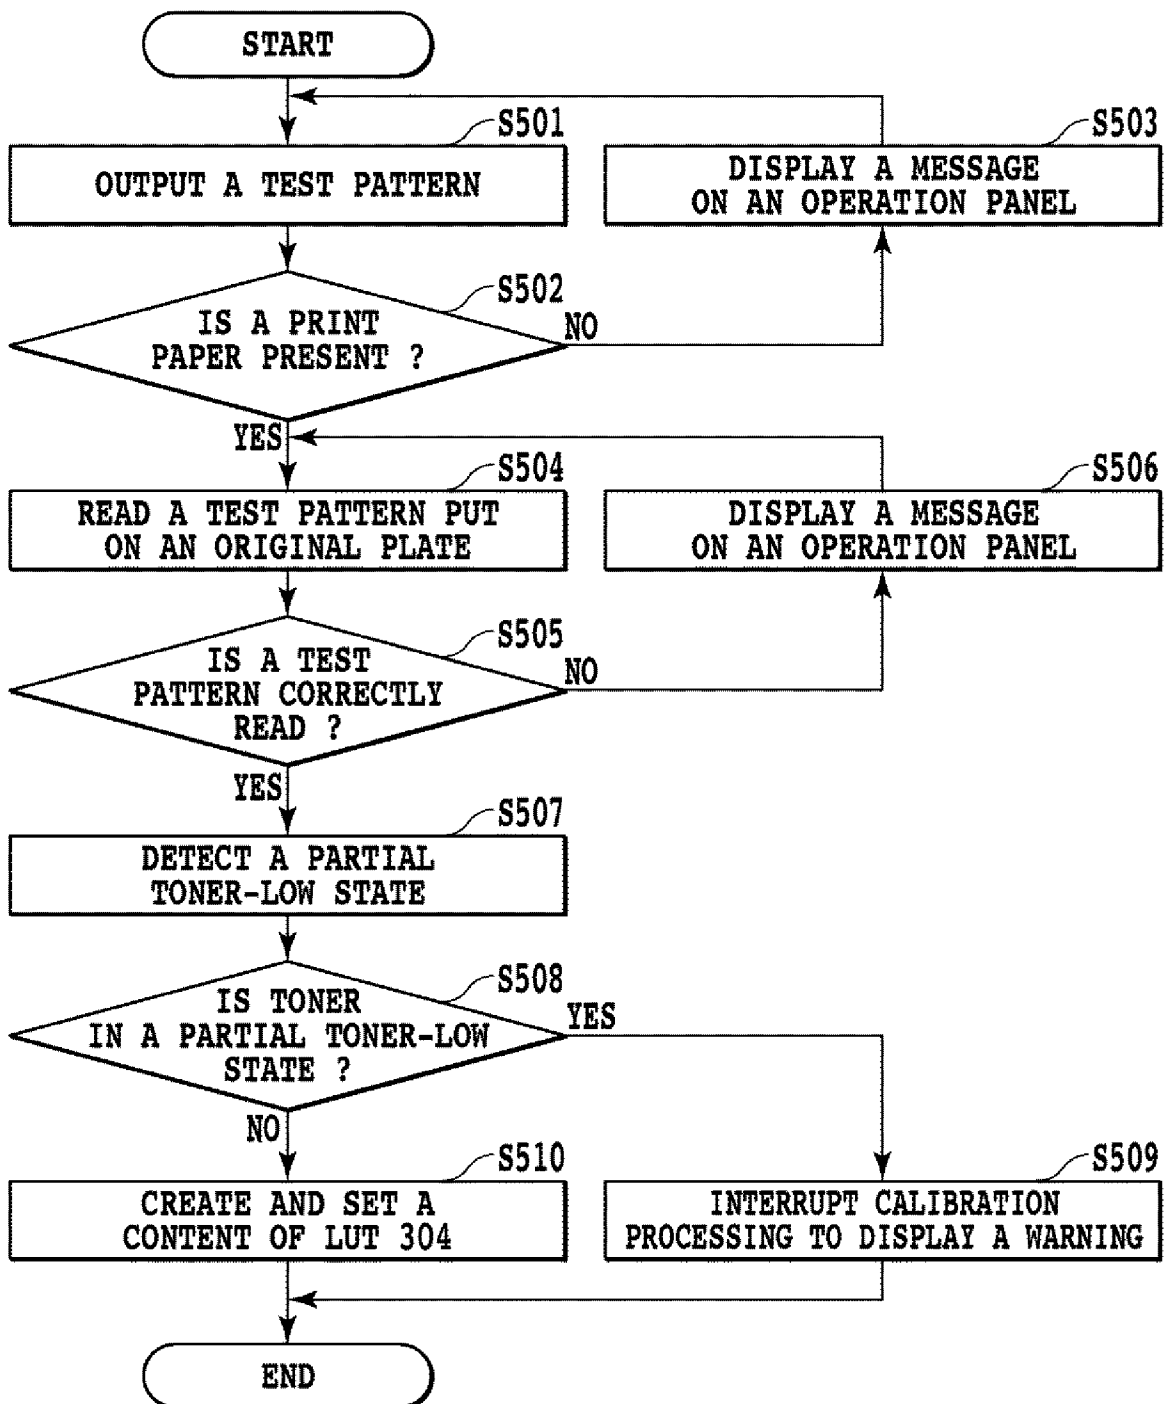 START
S501
OUTPUT A TEST PATTERN
S503
DISPLAY A MESSAGE
ON AN OPERATION PANEL
S502
IS A PRINT
PAPER PRESENT ?
NO
YES
S504
READ A TEST PATTERN PUT
ON AN ORIGINAL PLATE
S506
DISPLAY A MESSAGE
ON AN OPERATION PANEL
S505
IS A TEST
PATTERN CORRECTLY
READ ?
NO
YES
S507
DETECT A PARTIAL
TONER-LOW STATE
S508
IS TONER
IN A PARTIAL TONER-LOW
STATE ?
YES
NO
S510
CREATE AND SET A
CONTENT OF LUT 304
S509
INTERRUPT CALIBRATION
PROCESSING TO DISPLAY A WARNING
END